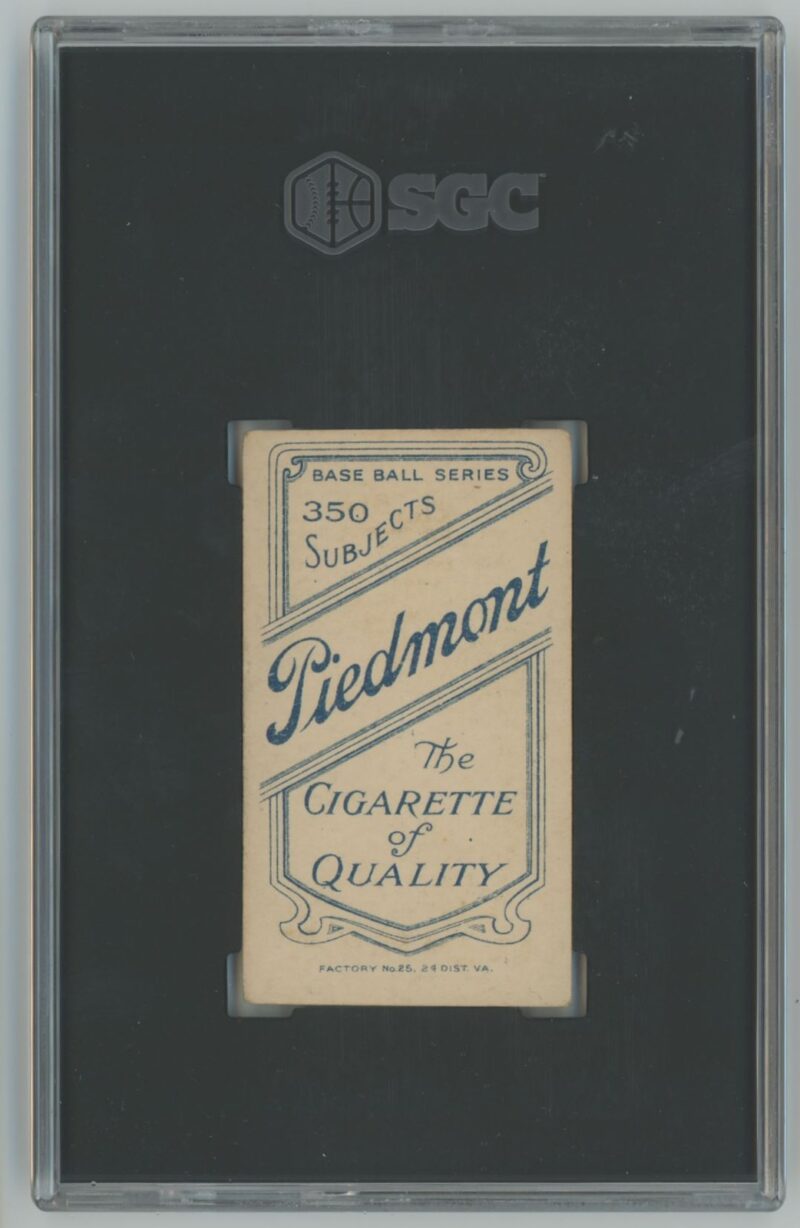 SGC
BASE BALL SERIES
350
SUBJECTS
Piedmont
The
CIGARETTE
of
QUALITY
FACTORY No.25, 2d DIST. VA.